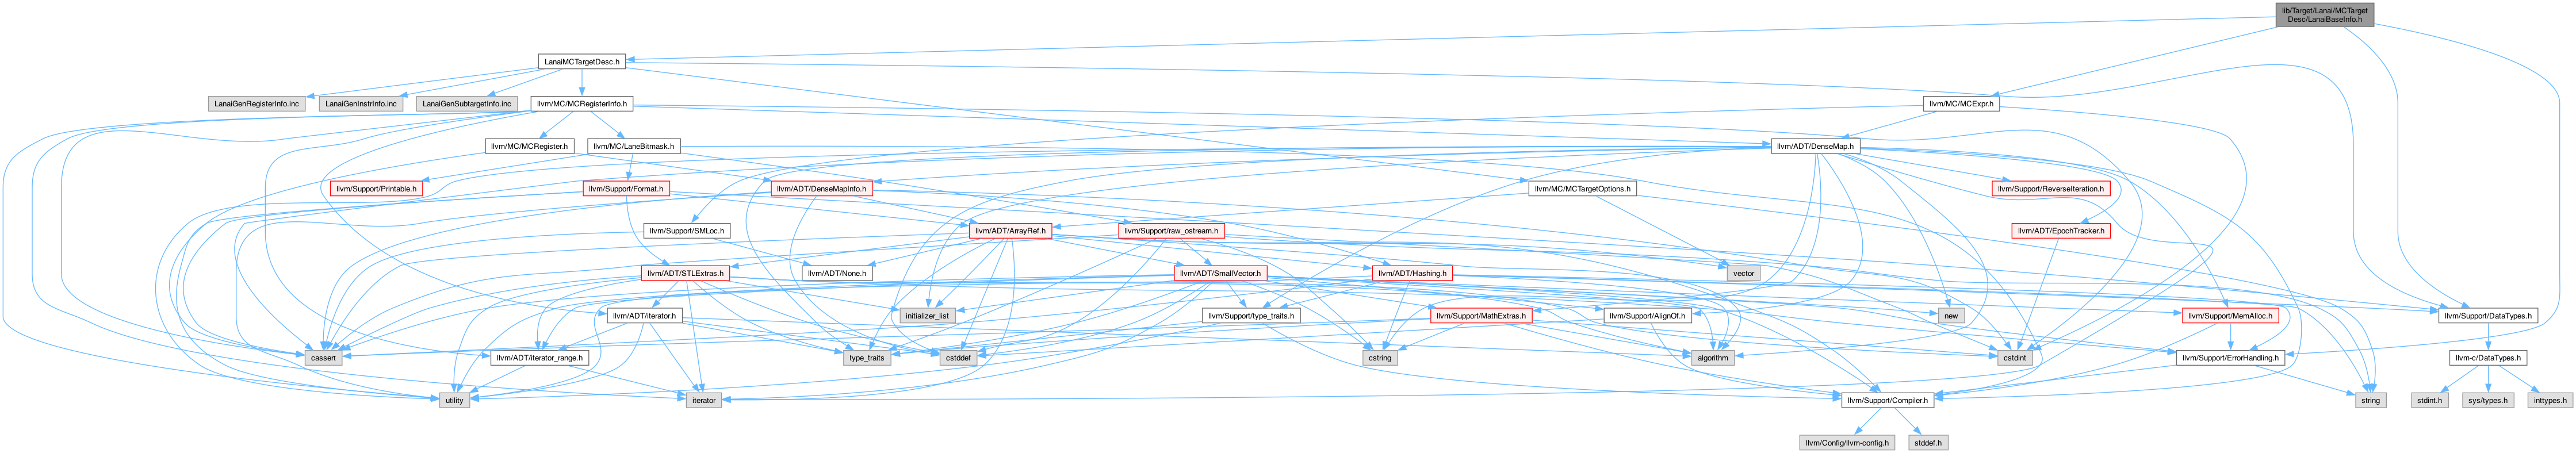 lib/Target/Lanai/MCTarget
Desc/LanaiBaseInfo.h
LanaiMCTargetDesc.h
LanaiGenRegisterInfo.inc
LanaiGenInstrInfo.inc
LanaiGenSubtargetInfo.inc
llvm/MC/MCRegisterInfo.h
llvm/MC/MCExpr.h
llvm/MC/MCRegister.h
llvm/MC/LaneBitmask.h
llvm/ADT/DenseMap.h
llvm/Support/Printable.h
llvm/Support/Format.h
llvm/ADT/DenseMapInfo.h
llvm/MC/MCTargetOptions.h
llvm/Support/ReverseIteration.h
llvm/Support/SMLoc.h
llvm/ADT/ArrayRef.h
llvm/Support/raw_ostream.h
llvm/ADT/EpochTracker.h
llvm/ADT/STLExtras.h
llvm/ADT/None.h
llvm/ADT/SmallVector.h
llvm/ADT/Hashing.h
vector
llvm/ADT/iterator.h
initializer_list
llvm/Support/type_traits.h
llvm/Support/MathExtras.h
llvm/Support/AlignOf.h
new
llvm/Support/MemAlloc.h
llvm/Support/DataTypes.h
cassert
llvm/ADT/iterator_range.h
type_traits
cstddef
cstring
algorithm
cstdint
llvm/Support/ErrorHandling.h
llvm-c/DataTypes.h
utility
iterator
llvm/Support/Compiler.h
string
stdint.h
sys/types.h
inttypes.h
llvm/Config/llvm-config.h
stddef.h